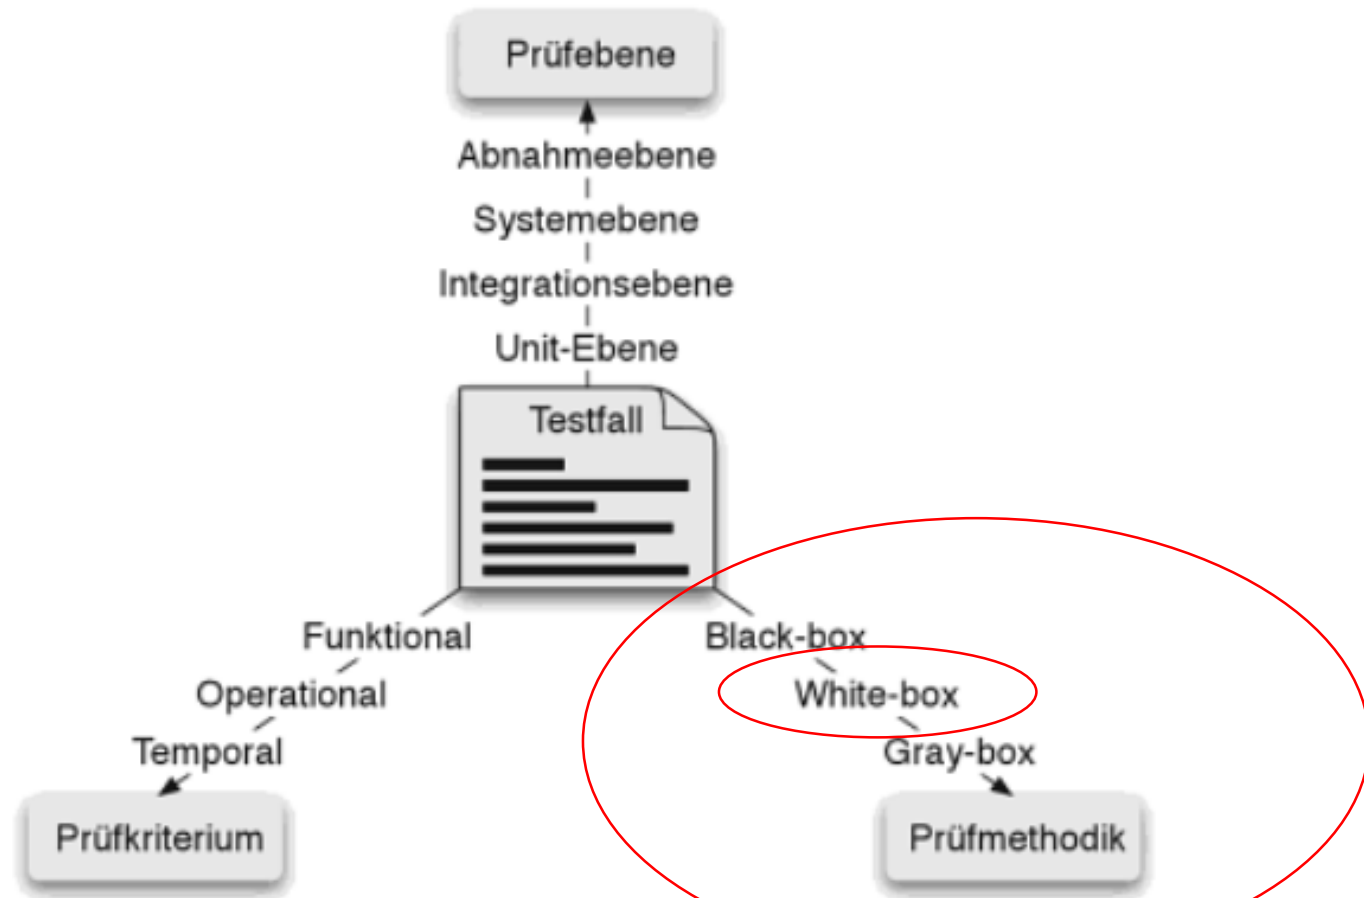 Prüfebene
Abnahmeebene
Systemebene
Integrationsebene
Unit-Ebene
Testfall
Funktional
Operational
Temporal
Prüfkriterium
Black-box
White-box
Gray-box
Prüfmethodik